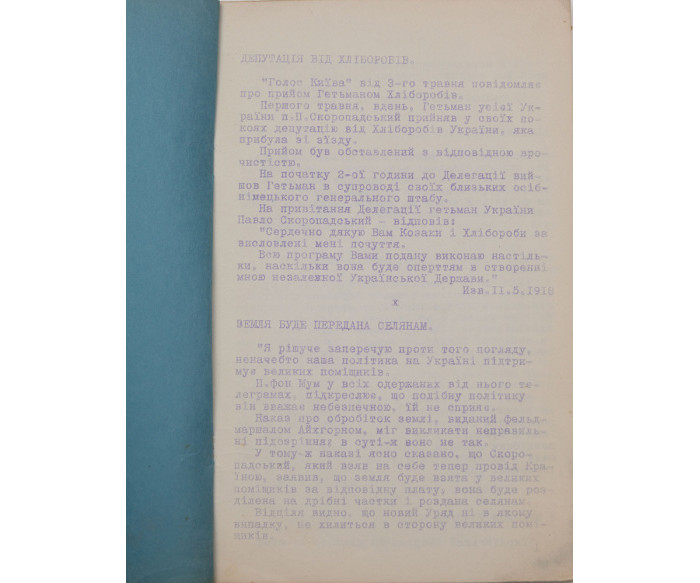 ДЕПУТАЦІЯ ВІД ХЛІБОРОБІВ.
"Голос Київа" від 3-го травня повідомляє
про прийом Гетьманом Хліборобів.
Першого травня, вдень, Гетьман усієї Ук-
раїни п.П.Скоропадський прийняв у своїх по-
коях депутацію від Хліборобів України, яка
прибула зі з'їзду.
Прийом був обставлений з відповідною вро-
чистістю.
На початку 2-ої години до Делегації вий-
шов Гетьман в супроводі своїх близьких осіб-
німецького генерального штабу.
На привітання Делегації гетьман України
Павло Скоропадський - відповів:
"Сердечно дякую Вам Козаки і Хлібороби за
висловлені мені почуття.
Всю програму Вами подану виконаю настіль-
ки, наскільки вона буде опертям в створенні
мною незалежної Української Держави."
Изв.11.5.1918
х
ЗЕМЛЯ БУДЕ ПЕРЕДАНА СЕЛЯНАМ.
"Я рішуче заперечую проти того погляду,
неначебто наша політика на Україні підтри-
мує великих поміщиків.
П.фон Мум у всіх одержаних від нього те-
леграмах, підкреслює, що подібну політику
він вважає небезпечною, їй не сприяє.
Наказ про обробіток землі, виданий фельд-
маршалом Айхгорном, міг викликати неправиль-
ні підозріння; в суті-ж воно не так.
У тому-ж наказі ясно сказано, що Скоро-
падський, який взяв на себе тепер провід Кра-
їною, заявив, що земля буде взята у великих
поміщиків за відповідну плату; вона буде роз-
ділена на дрібні частки і роздана селянам.
Відціля видно, що новий Уряд ні в якому
випадку, не хилиться в сторону великих помі-
щиків.